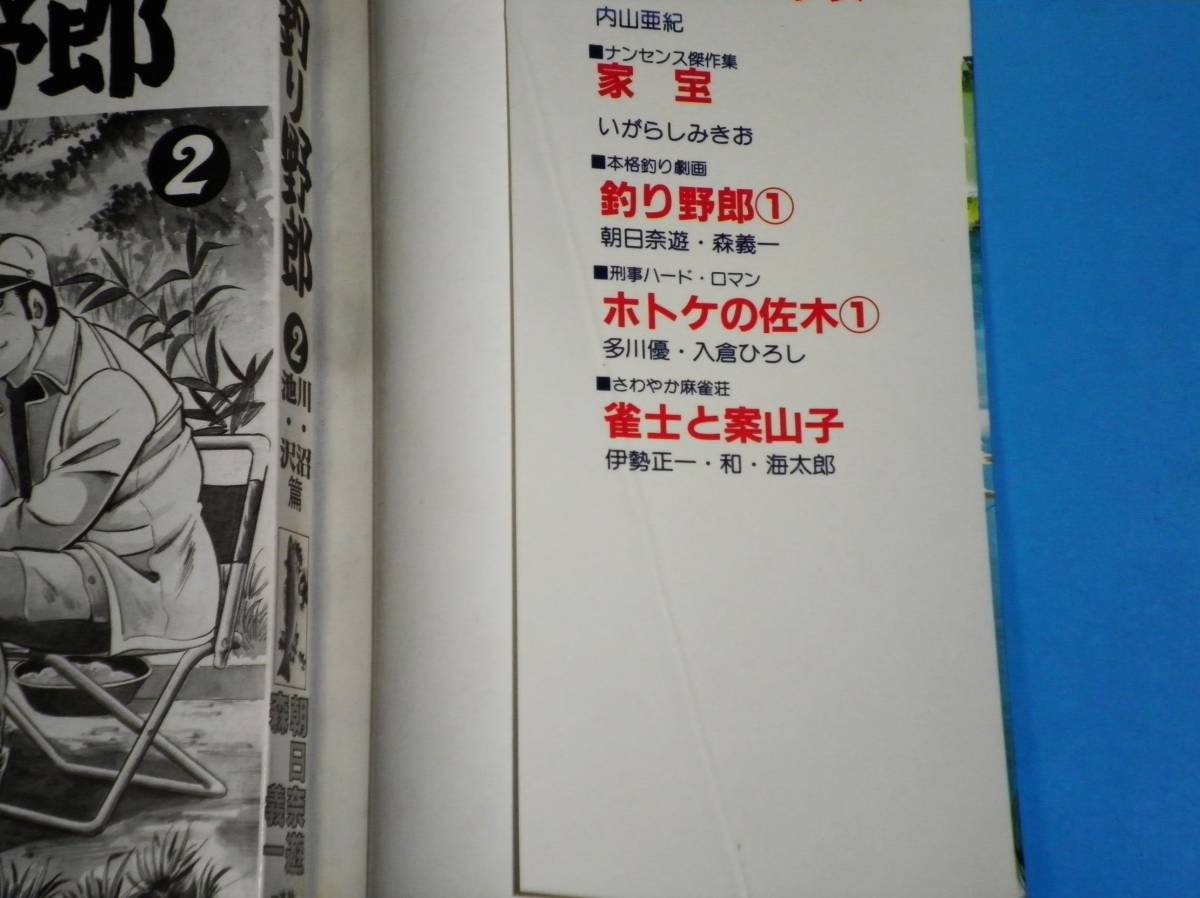 郎
2
釣り野郎
2
川・沼
池・沢篇
朝日奈遊
森義一
内山亜紀
■ナンセンス傑作集
家 宝
いがらしみきお
■本格釣り劇画
釣り野郎①
朝日奈遊・森義一
■刑事ハード・ロマン
ホトケの佐木①
多川優・入倉ひろし
■さわやか麻雀荘
雀士と案山子
伊勢正一・和・海太郎